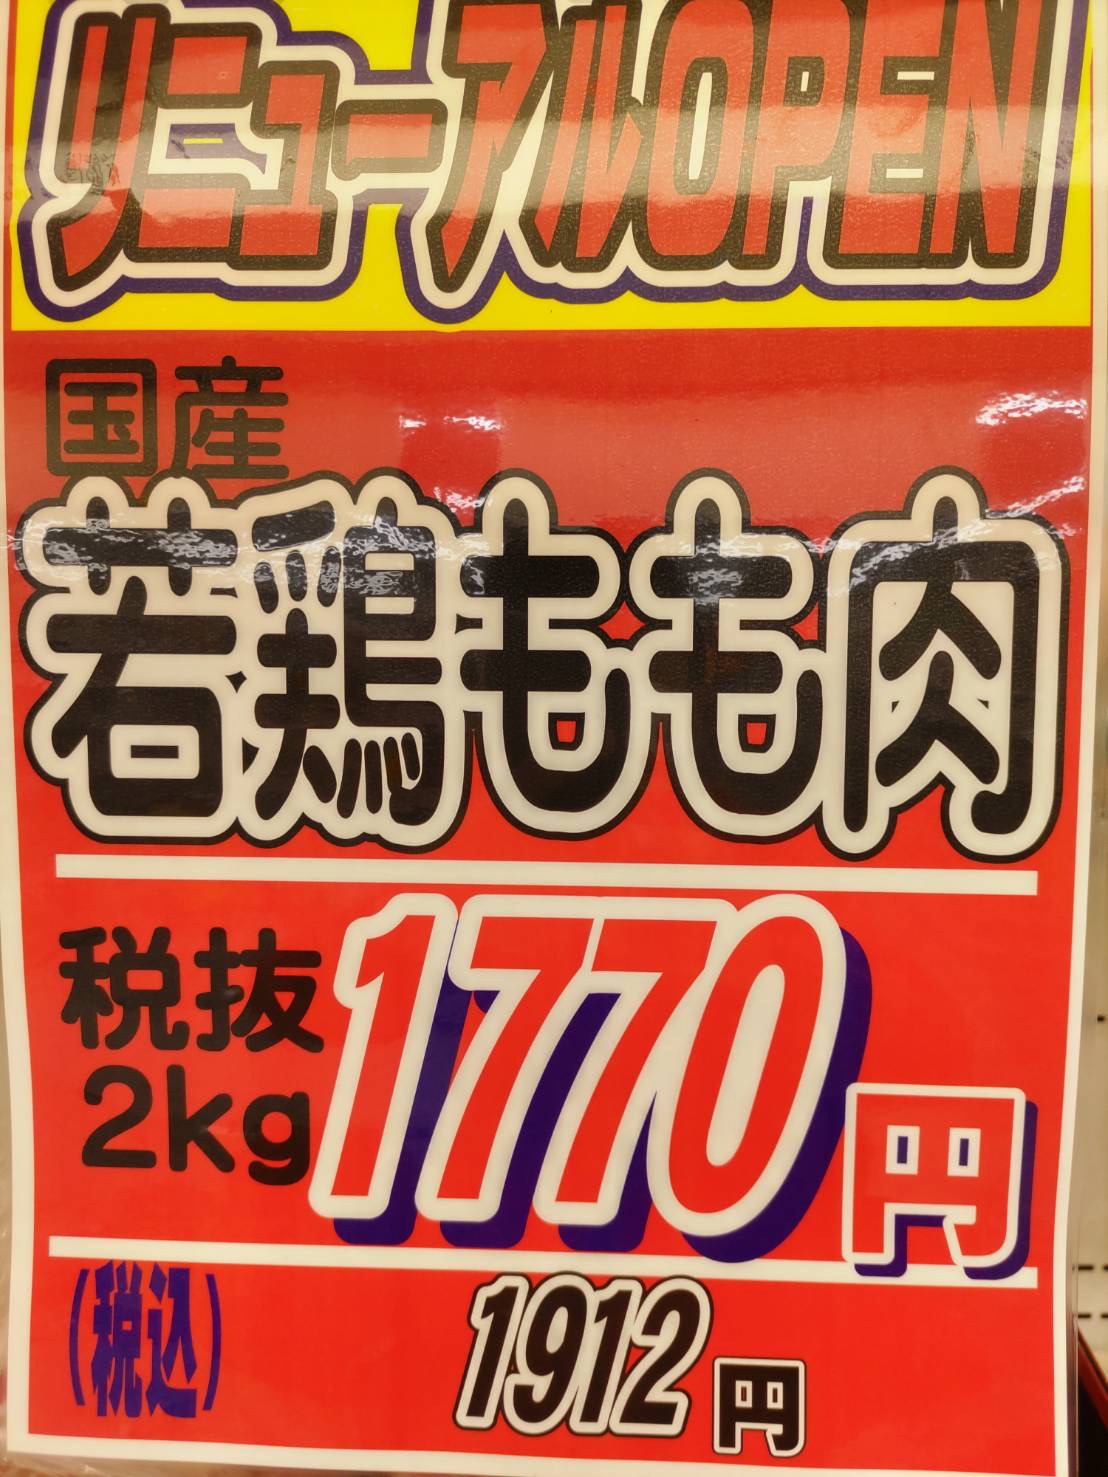 リニューアルOPEN
国産
若鶏もも肉
税抜
2kg
1770円
(税込)
1912円